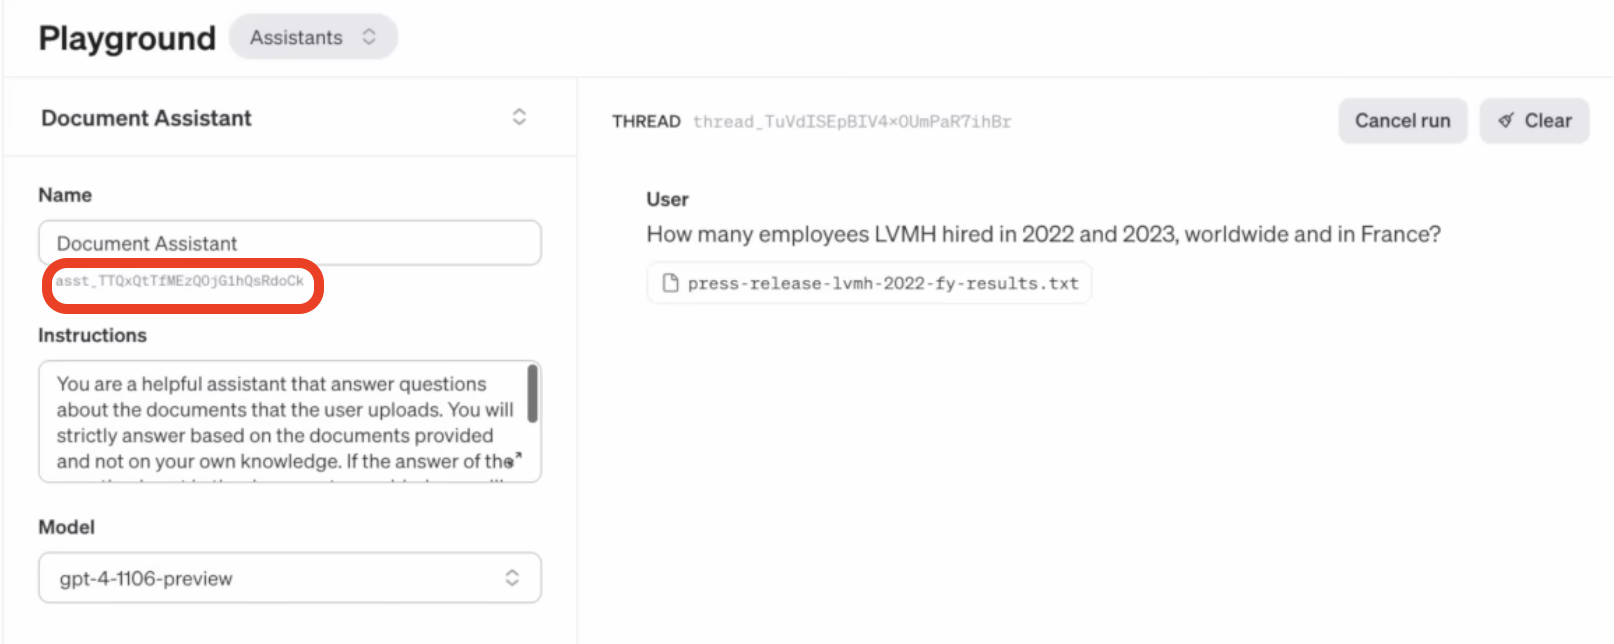 Playground Assistants
Document Assistant
Name
Document Assistant
asst_TTQxQtTfMEzQOjG1hQsRdoCk
Instructions
You are a helpful assistant that answer questions
about the documents that the user uploads. You will
strictly answer based on the documents provided
and not on your own knowledge. If the answer of the
Model
gpt-4-1106-preview
THREAD thread_TuVdISEpBIV4xOUmPaR7ihBr
Cancel run
Clear
User
How many employees LVMH hired in 2022 and 2023, worldwide and in France?
press-release-lvmh-2022-fy-results.txt